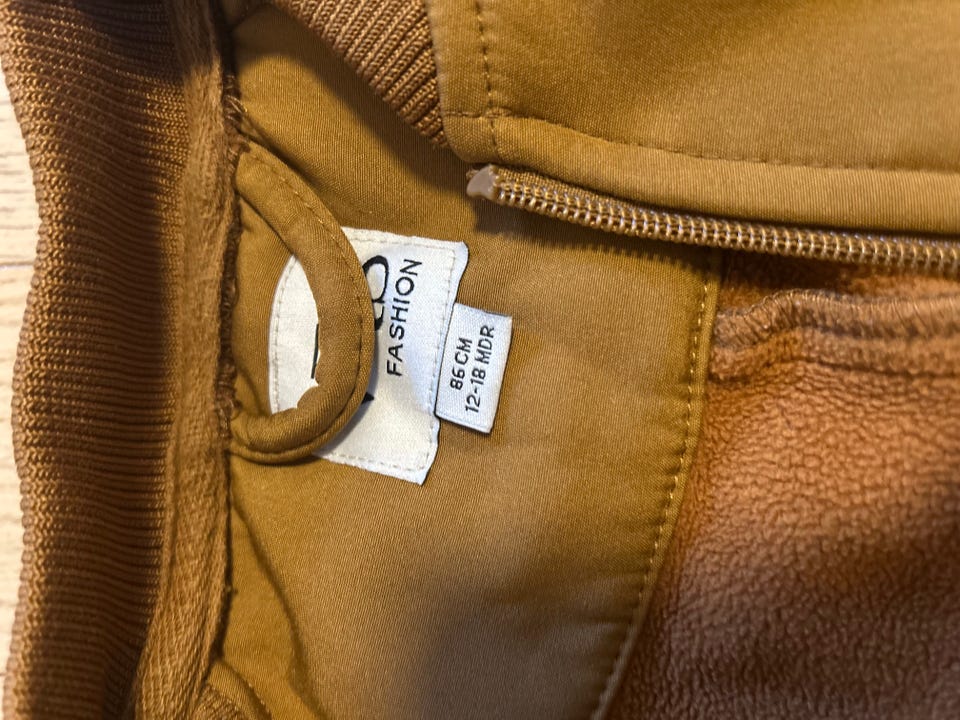 FASHION
86 CM
12-18 MDR